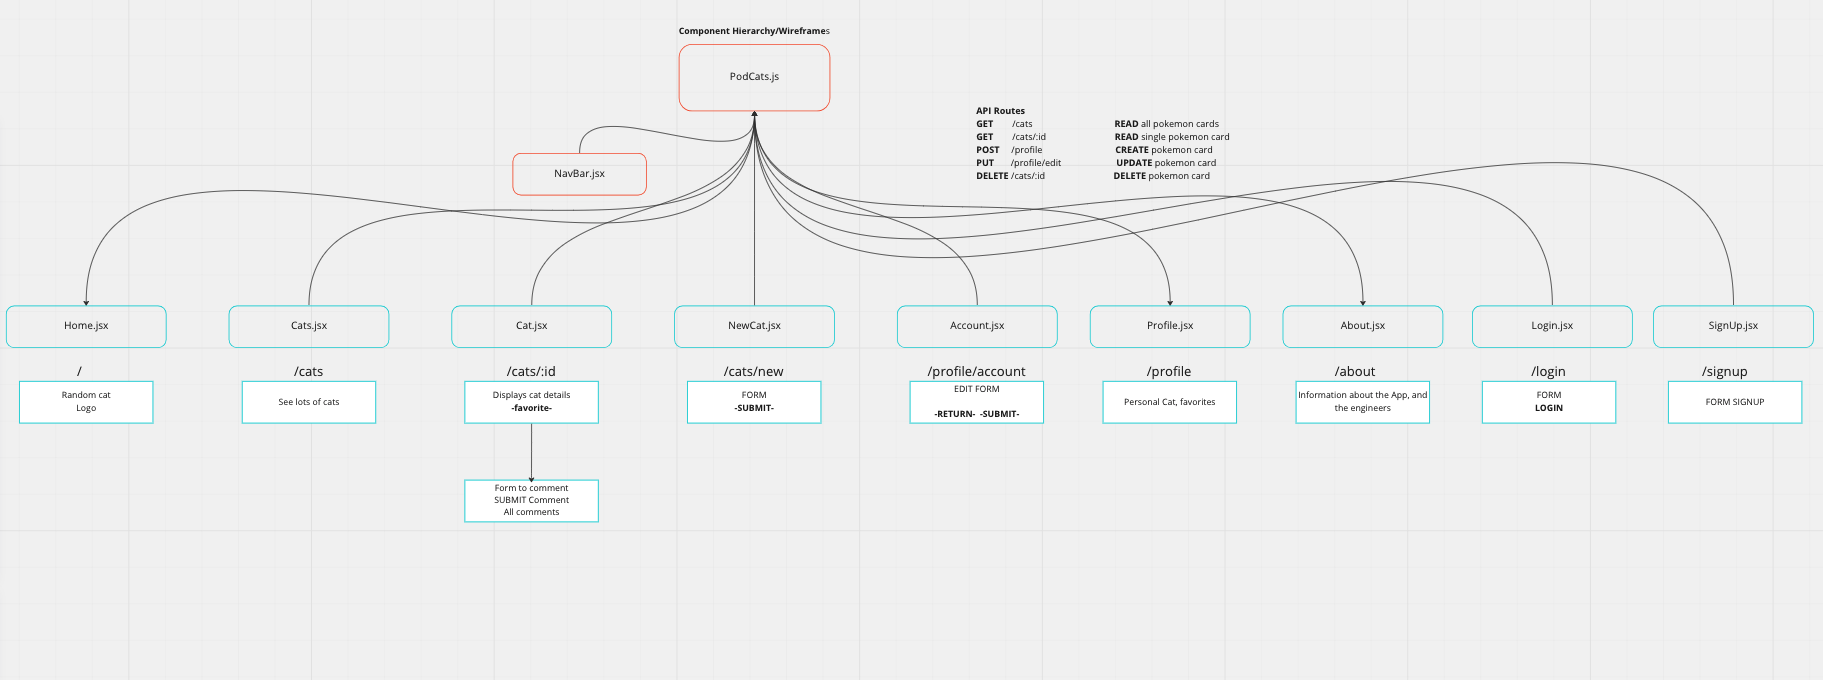 Component Hierarchy/Wireframes
PodCats.js
API Routes
GET /cats READ all pokemon cards
GET /cats/:id READ single pokemon card
POST /profile CREATE pokemon card
PUT /profile/edit UPDATE pokemon card
DELETE /cats/:id DELETE pokemon card
NavBar.jsx
Home.jsx
Cats.jsx
Cat.jsx
NewCat.jsx
Account.jsx
Profile.jsx
About.jsx
Login.jsx
SignUp.jsx
/
/cats
/cats/:id
/cats/new
/profile/account
/profile
/about
/login
/signup
Random cat
Logo
See lots of cats
Displays cat details
-favorite-
FORM
-SUBMIT-
EDIT FORM
-RETURN- -SUBMIT-
Personal Cat, favorites
Information about the App, and
the engineers
FORM
LOGIN
FORM SIGNUP
Form to comment
SUBMIT Comment
All comments